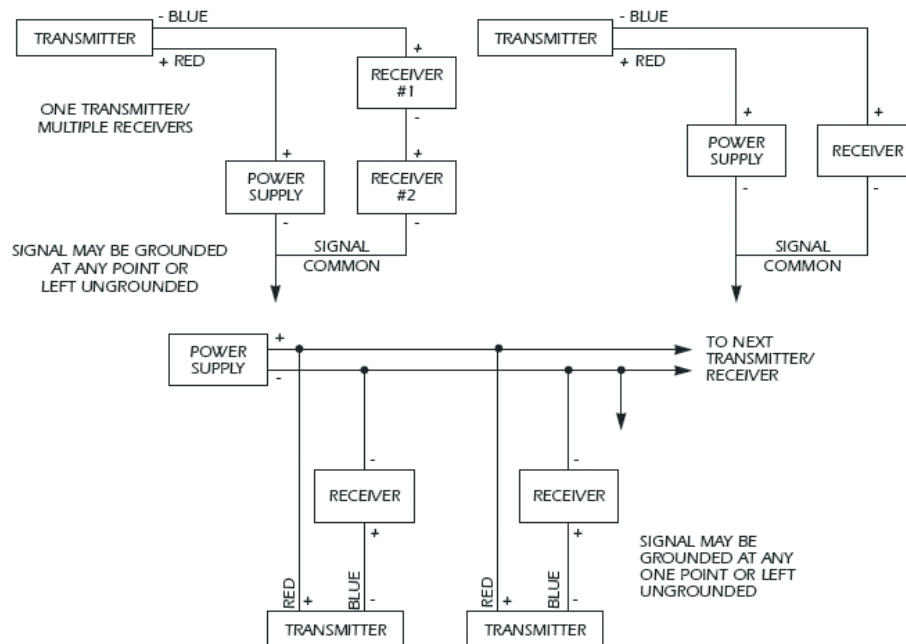 - BLUE
TRANSMITTER
+ RED
+
RECEIVER
#1
-
ONE TRANSMITTER/
MULTIPLE RECEIVERS
+
POWER
SUPPLY
-
+
RECEIVER
#2
-
SIGNAL MAY BE GROUNDED
AT ANY POINT OR
LEFT UNGROUNDED
SIGNAL
COMMON
- BLUE
TRANSMITTER
+ RED
+
POWER
SUPPLY
-
+
RECEIVER
-
SIGNAL
COMMON
POWER
SUPPLY
+
-
TO NEXT
TRANSMITTER/
RECEIVER
-
RECEIVER
+
-
RECEIVER
+
SIGNAL MAY BE
GROUNDED AT ANY
ONE POINT OR LEFT
UNGROUNDED
RED
+
BLUE
-
TRANSMITTER
RED
+
BLUE
-
TRANSMITTER